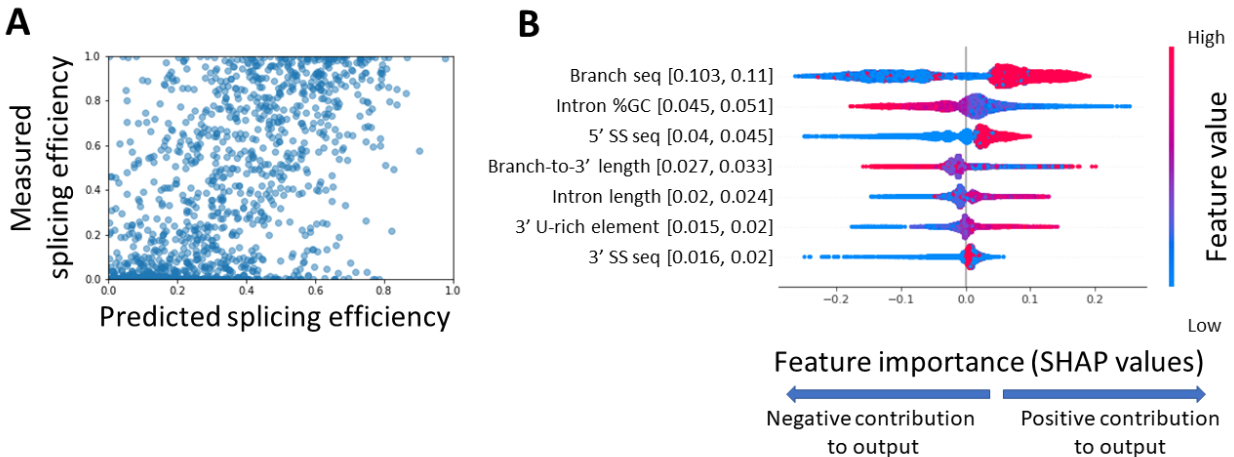 A
Measured
splicing efficiency
1.0
0.8
0.6
0.4
0.2
0.0
0.0 0.2 0.4 0.6 0.8 1.0
Predicted splicing efficiency
B
Branch seq [0.103, 0.11]
Intron %GC [0.045, 0.051]
5’ SS seq [0.04, 0.045]
Branch-to-3’ length [0.027, 0.033]
Intron length [0.02, 0.024]
3’ U-rich element [0.015, 0.02]
3’ SS seq [0.016, 0.02]
−0.2 −0.1 0.0 0.1 0.2
High
Feature value
Low
Feature importance (SHAP values)
Negative contribution
to output
Positive contribution
to output